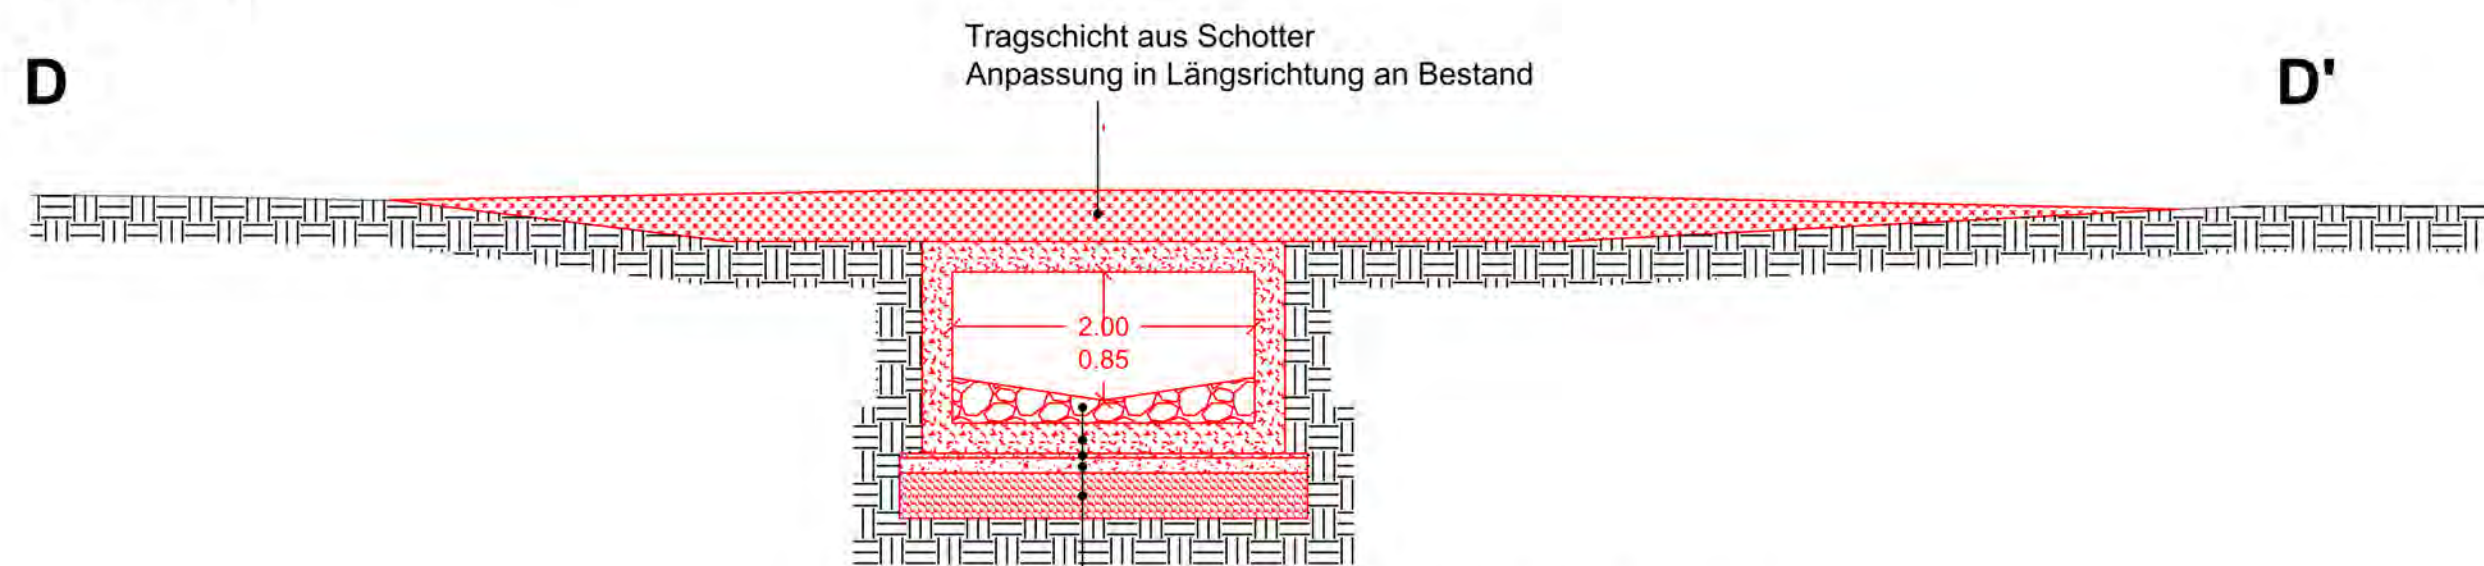 Tragschicht aus Schotter
Anpassung in Längsrichtung an Bestand
D
D'
2.00
0.85